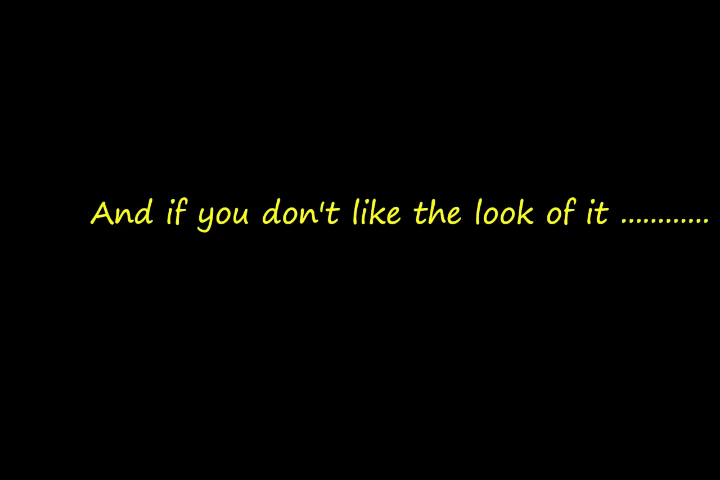 And if you don't like the look of it ............